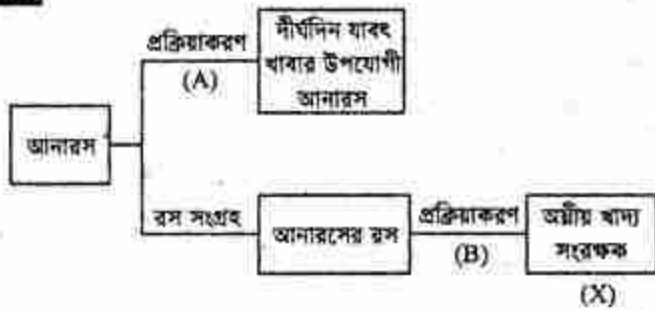 প্রক্রিয়াকরণ
(A)
দীর্ঘদিন যাবৎ
খাবার উপযোগী
আনারস
আনারস
রস সংগ্রহ
আনারসের রস
প্রক্রিয়াকরণ
(B)
অম্লীয় খাদ্য
সংরক্ষক
(X)